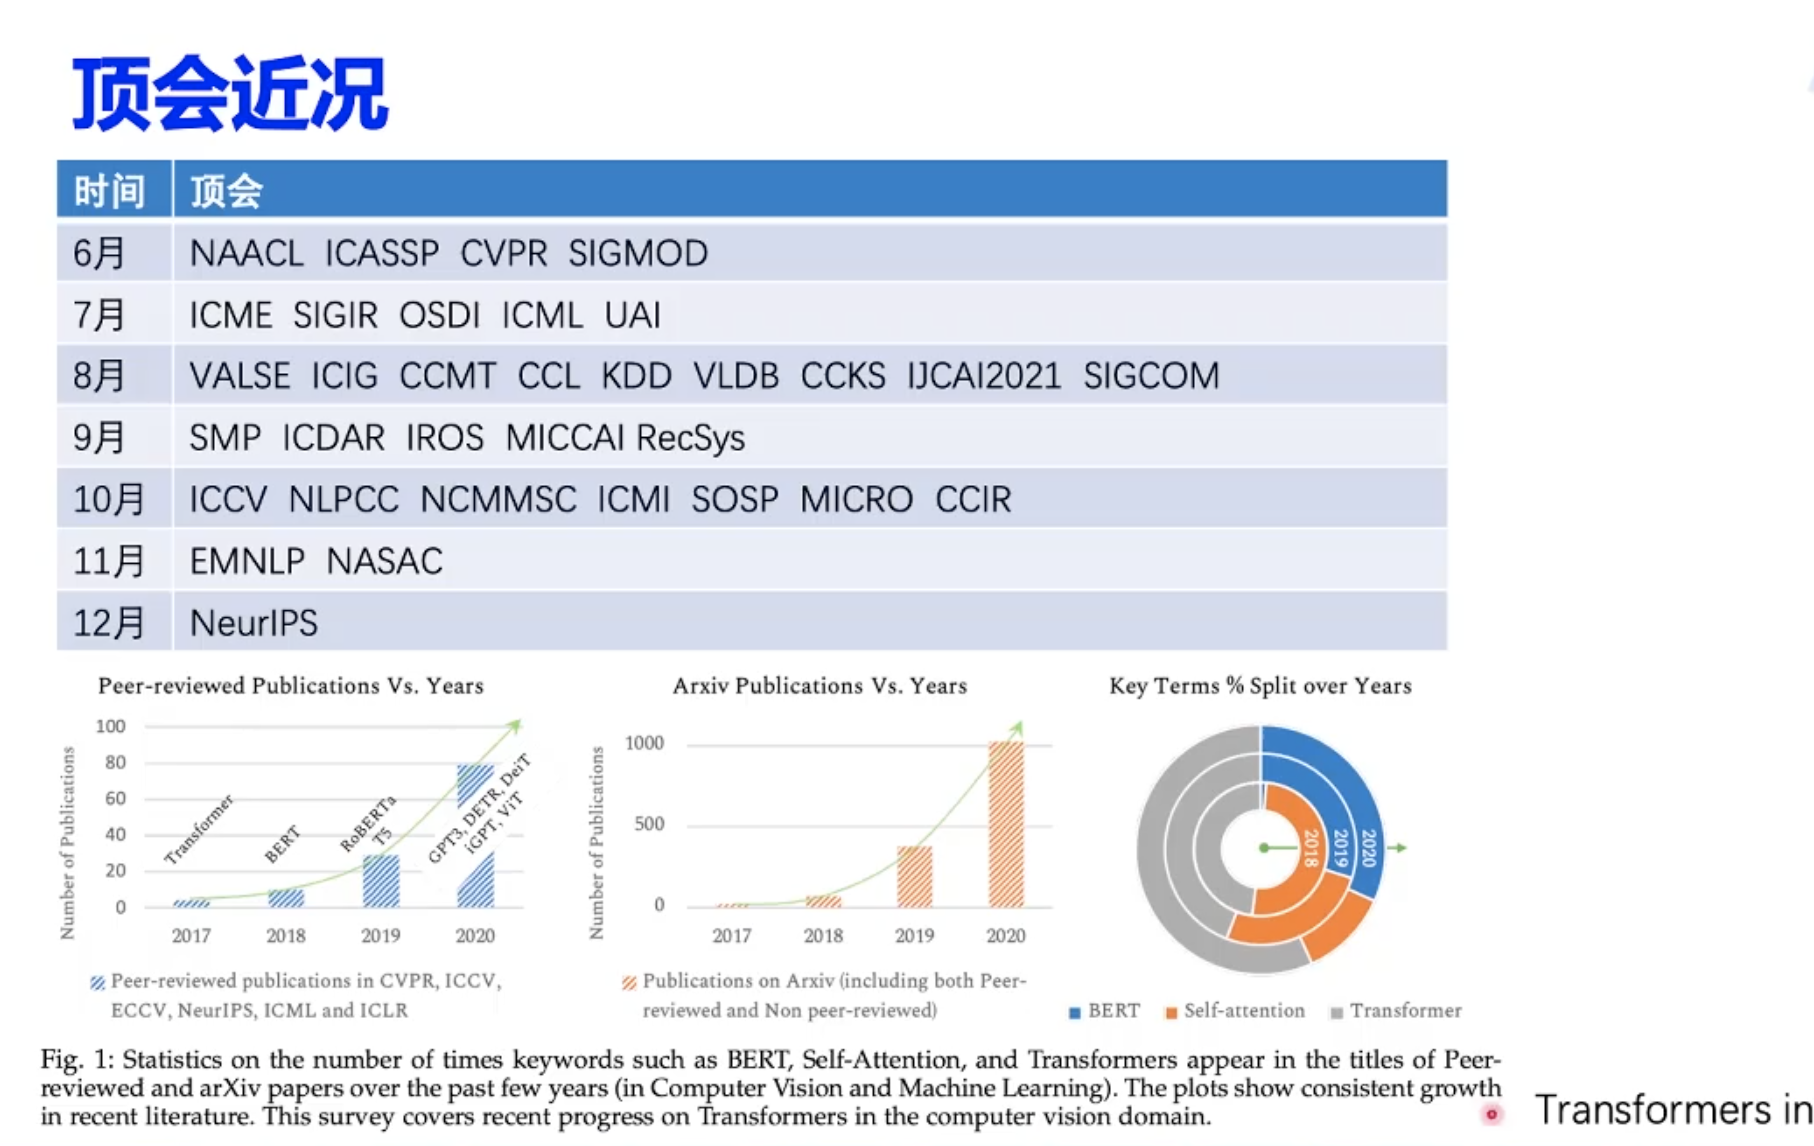 顶会近况
时间 顶会
6月 NAACL ICASSP CVPR SIGMOD
7月 ICME SIGIR OSDI ICML UAI
8月 VALSE ICIG CCMT CCL KDD VLDB CCKS IJCAI2021 SIGCOM
9月 SMP ICDAR IROS MICCAI RecSys
10月 ICCV NLPCC NCMMSC ICMI SOSP MICRO CCIR
11月 EMNLP NASAC
12月 NeurIPS
Peer-reviewed Publications Vs. Years
Number of Publications
100
80
60
40
20
0
Transformer
BERT
RoBERTa
T5
GPT3, DETR, DeiT
iGPT, ViT
2017 2018 2019 2020
Peer-reviewed publications in CVPR, ICCV,
ECCV, NeurIPS, ICML and ICLR
Arxiv Publications Vs. Years
Number of Publications
1000
500
0
2017 2018 2019 2020
Publications on Arxiv (including both Peer-
reviewed and Non peer-reviewed)
Key Terms % Split over Years
2018 2019 2020
BERT Self-attention Transformer
Fig. 1: Statistics on the number of times keywords such as BERT, Self-Attention, and Transformers appear in the titles of Peer-
reviewed and arXiv papers over the past few years (in Computer Vision and Machine Learning). The plots show consistent growth
in recent literature. This survey covers recent progress on Transformers in the computer vision domain.
Transformers in